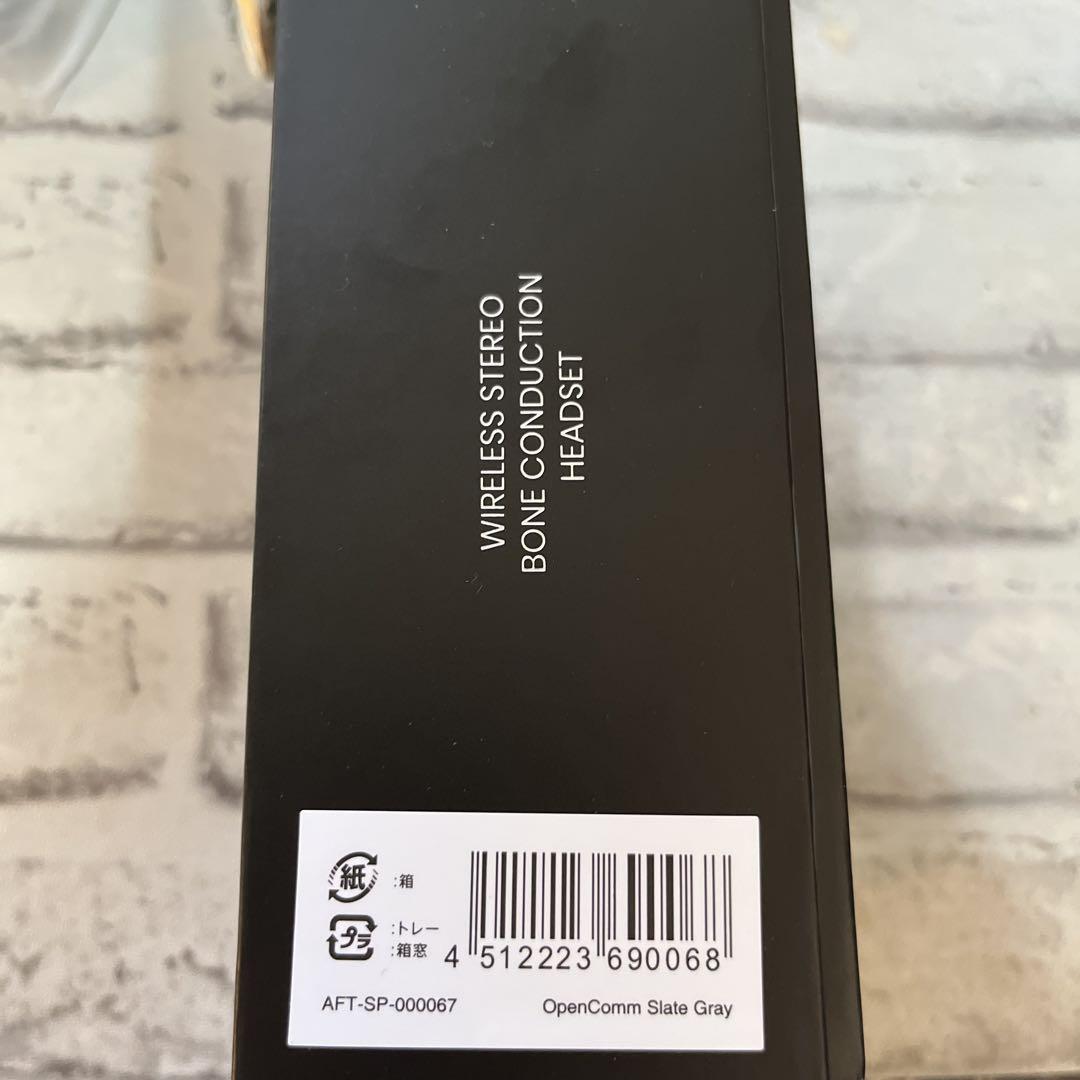 WIRELESS STEREO
BONE CONDUCTION
HEADSET
紙 :箱
プラ :トレー
:箱窓
4 512223 690068
AFT-SP-000067 OpenComm Slate Gray